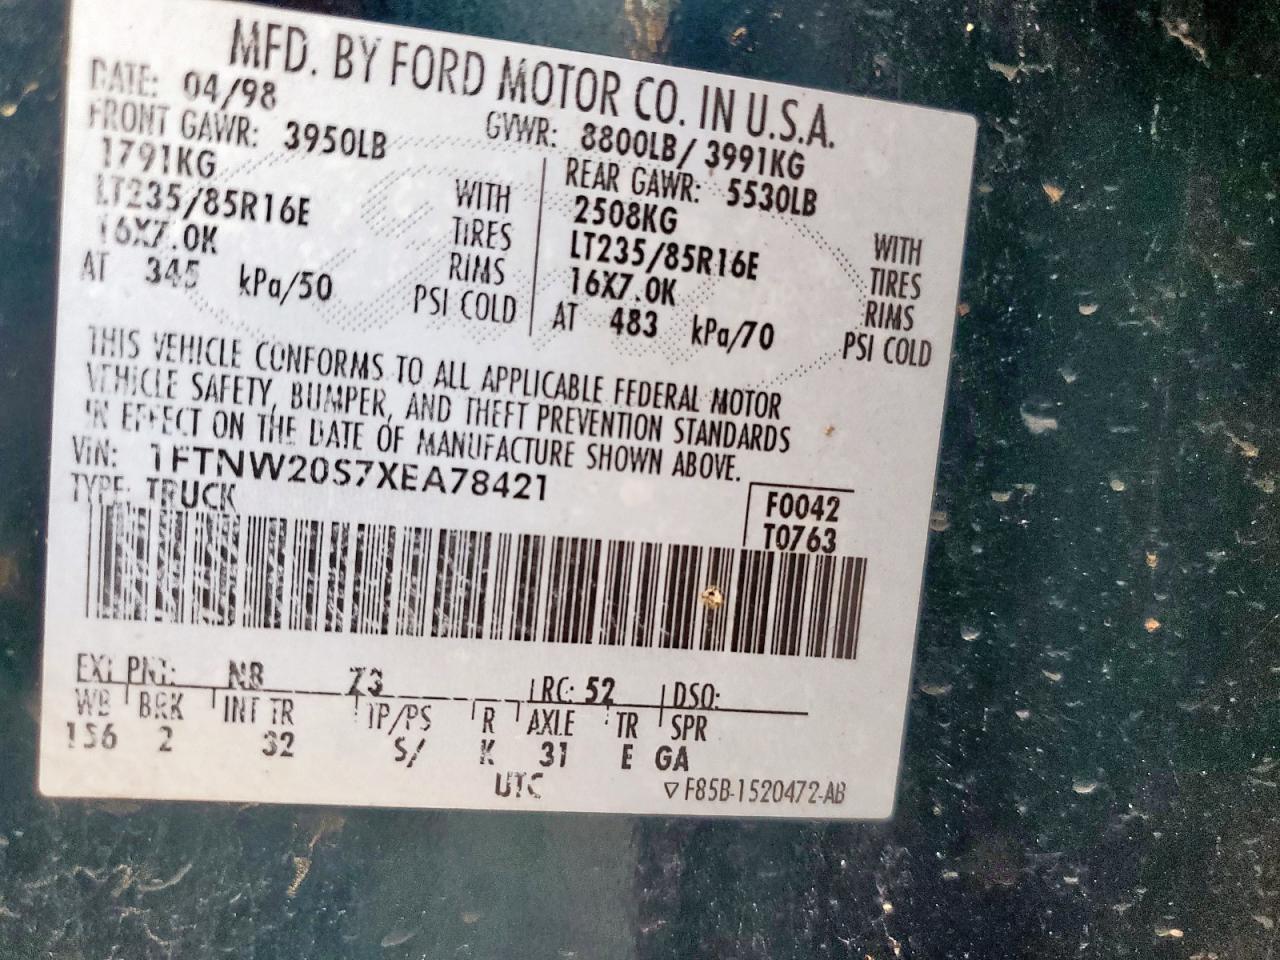 MFD. BY FORD MOTOR CO. IN U.S.A.
DATE: 04/98 GVWR: 8800LB/ 3991KG
FRONT GAWR: 3950LB REAR GAWR: 5530LB
1791KG WITH 2508KG WITH
LT235/85R16E TIRES LT235/85R16E TIRES
16X7.0K RIMS 16X7.0K RIMS
AT 345 kPa/50 PSI COLD AT 483 kPa/70 PSI COLD
THIS VEHICLE CONFORMS TO ALL APPLICABLE FEDERAL MOTOR
VEHICLE SAFETY, BUMPER, AND THEFT PREVENTION STANDARDS
IN EFFECT ON THE DATE OF MANUFACTURE SHOWN ABOVE.
VIN: 1FTNW20S7XEA78421
TYPE: TRUCK F0042
T0763
EXT PNT: NB Z3 RC: 52 DSO:
WB BRK INT TR TP/PS R AXLE TR SPR
156 2 32 5/ K 31 E GA
UTC ▽ F85B-1520472-AB